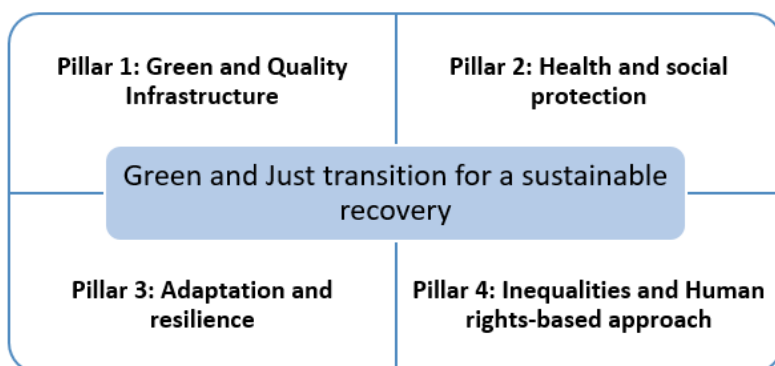 Pillar 1: Green and Quality
Infrastructure
Pillar 2: Health and social
protection
Green and Just transition for a sustainable
recovery
Pillar 3: Adaptation and
resilience
Pillar 4: Inequalities and Human
rights-based approach